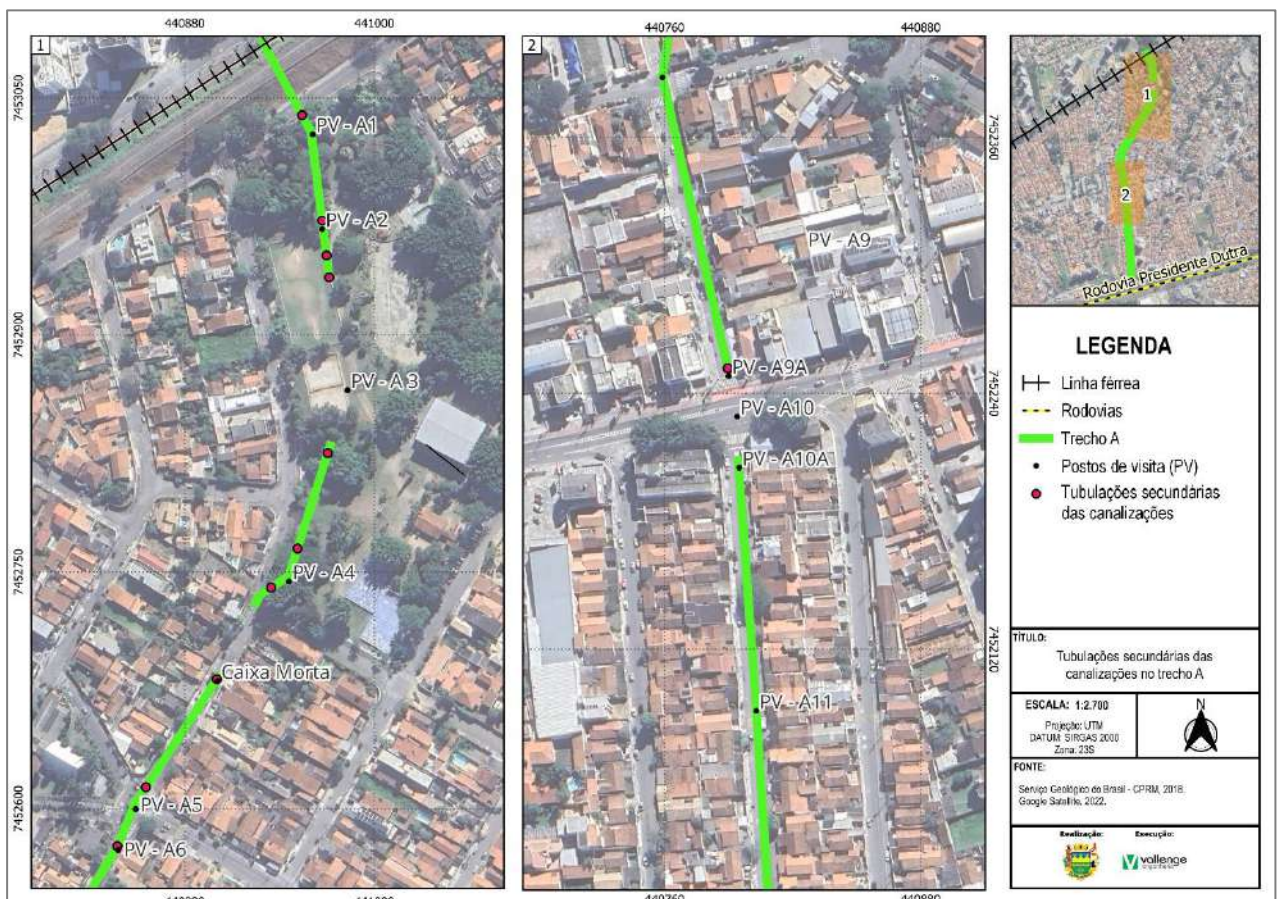 440880
441000
440760
440880
1
7453050
PV - A1
PV - A2
7452900
PV - A 3
7452750
PV - A4
Caixa Morta
7452600
PV - A5
PV - A6
441000
2
7452360
PV - A9
PV - A9A
7452240
PV - A10
PV - A10A
7452120
PV - A11
440760
440880
1
2
Rodovia Presidente Dutra
LEGENDA
Linha férrea
Rodovias
Trecho A
Postos de visita (PV)
Tubulações secundárias
das canalizações
TÍTULO:
Tubulações secundárias das
canalizações no trecho A
ESCALA: 1:2.700
Projeção: UTM
DATUM: SIRGAS 2000
Zona: 23S
N
FONTE:
Serviço Geológico do Brasil - CPRM, 2018.
Google Satellite, 2022.
Realização:
Execução:
vallenge